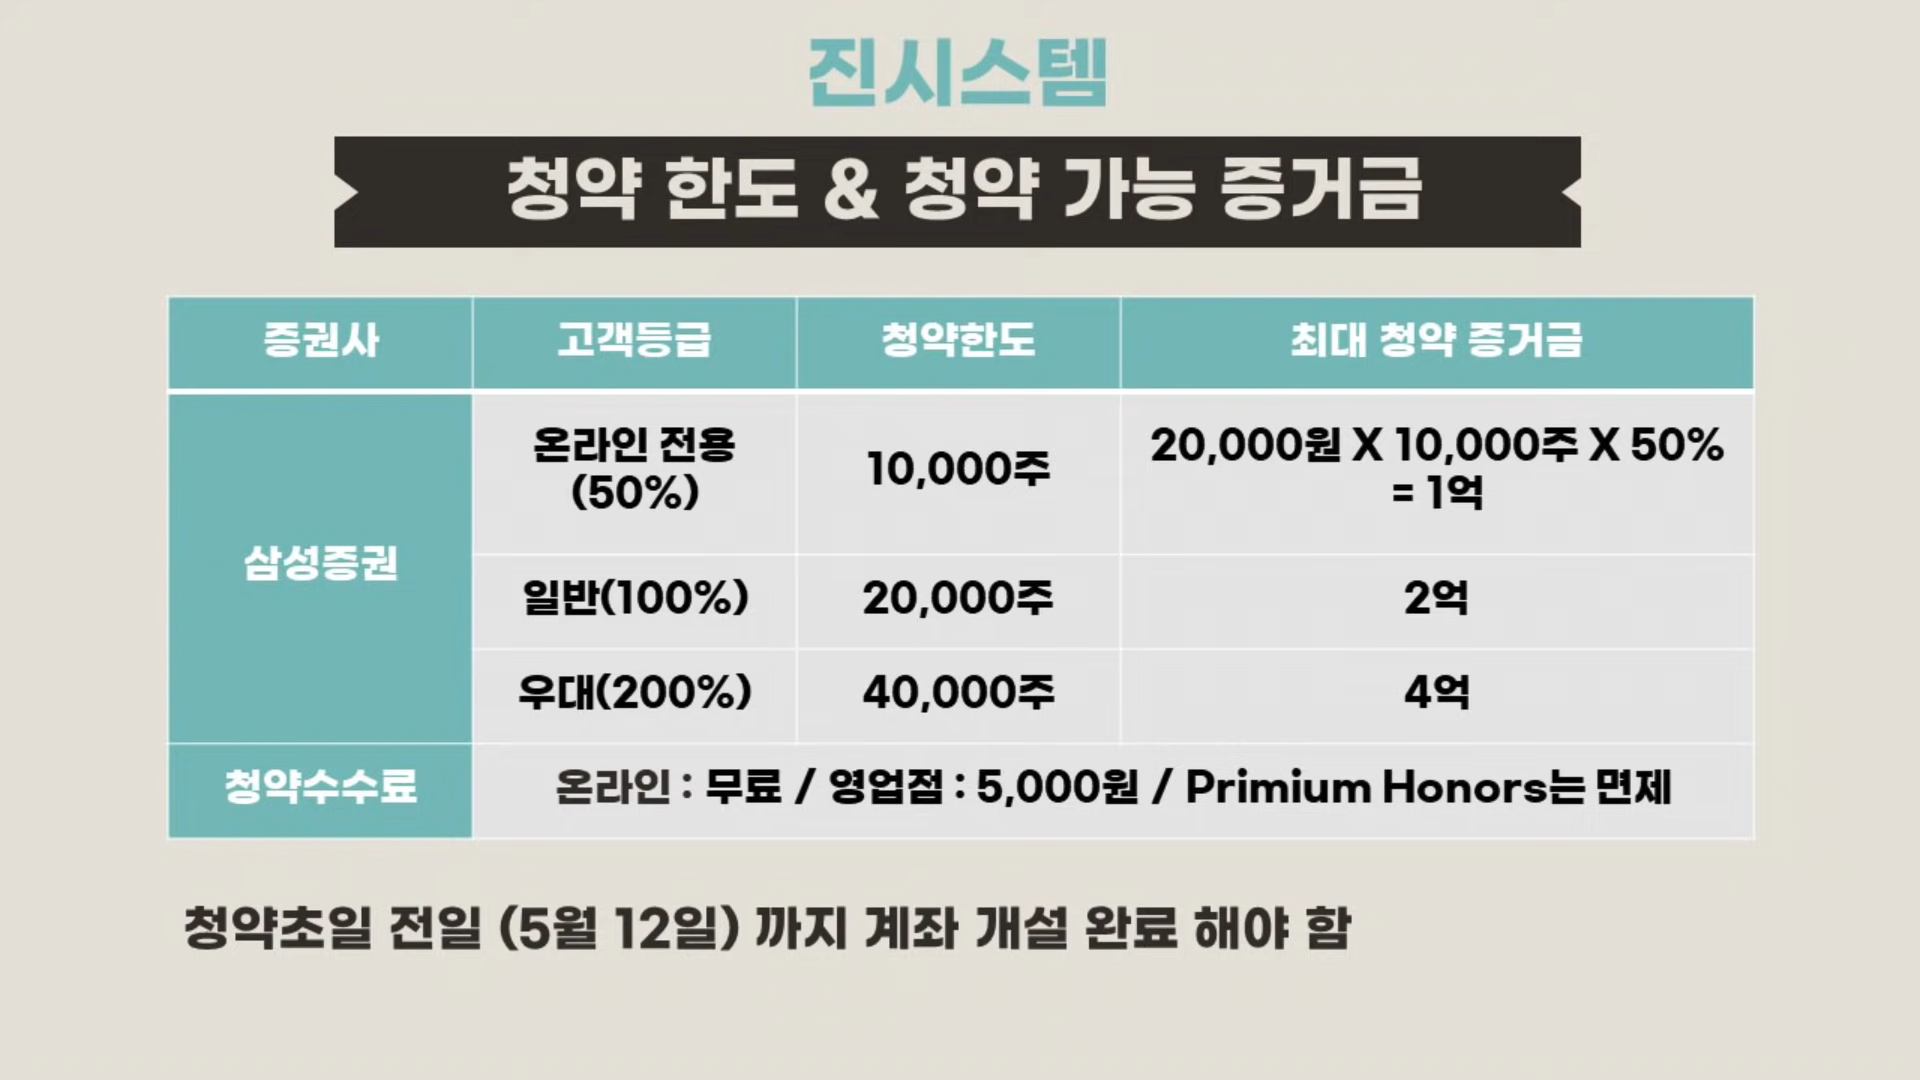 진시스템
청약 한도 & 청약 가능 증거금
증권사 고객등급 청약한도 최대 청약 증거금
삼성증권
온라인 전용
(50%)
10,000주
20,000원 X 10,000주 X 50%
= 1억
일반(100%) 20,000주 2억
우대(200%) 40,000주 4억
청약수수료 온라인 : 무료 / 영업점 : 5,000원 / Primium Honors는 면제
청약초일 전일 (5월 12일) 까지 계좌 개설 완료 해야 함